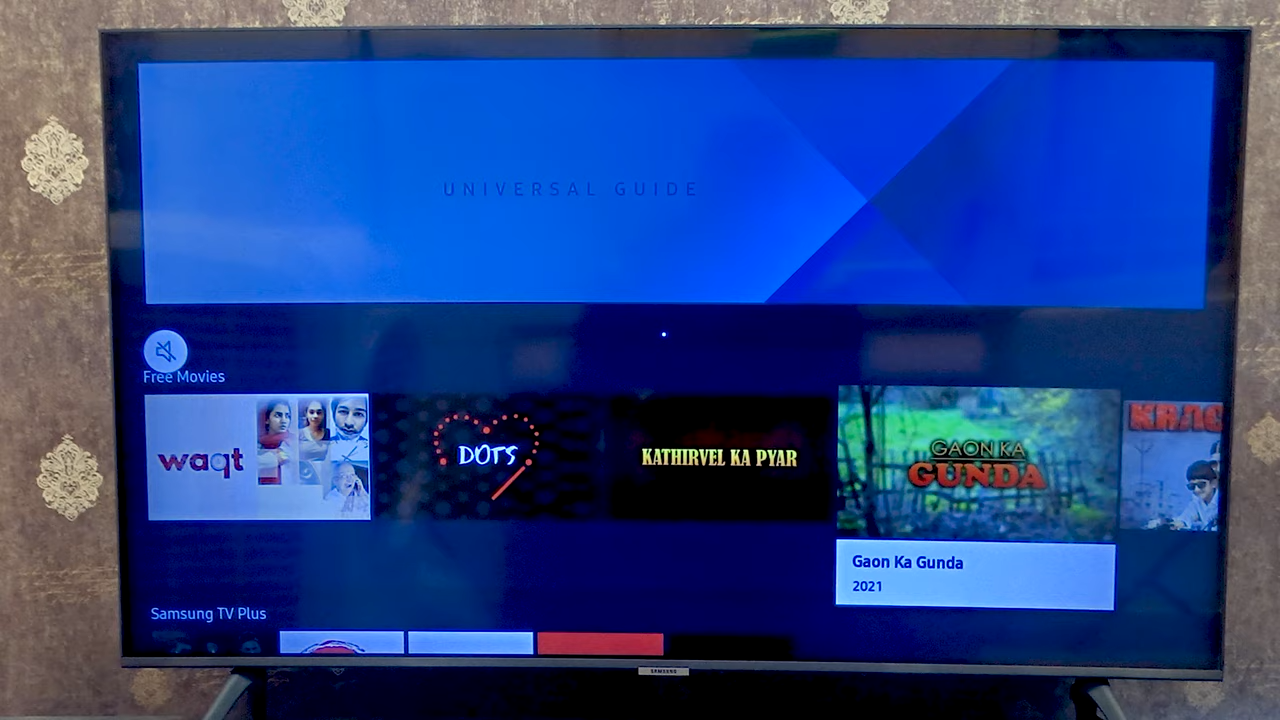 UNIVERSAL GUIDE
Free Movies
waqt
DOTS
KATHIRVEL KA PYAR
GAON KA
GUNDA
Gaon Ka Gunda
2021
Samsung TV Plus
SAMSUNG